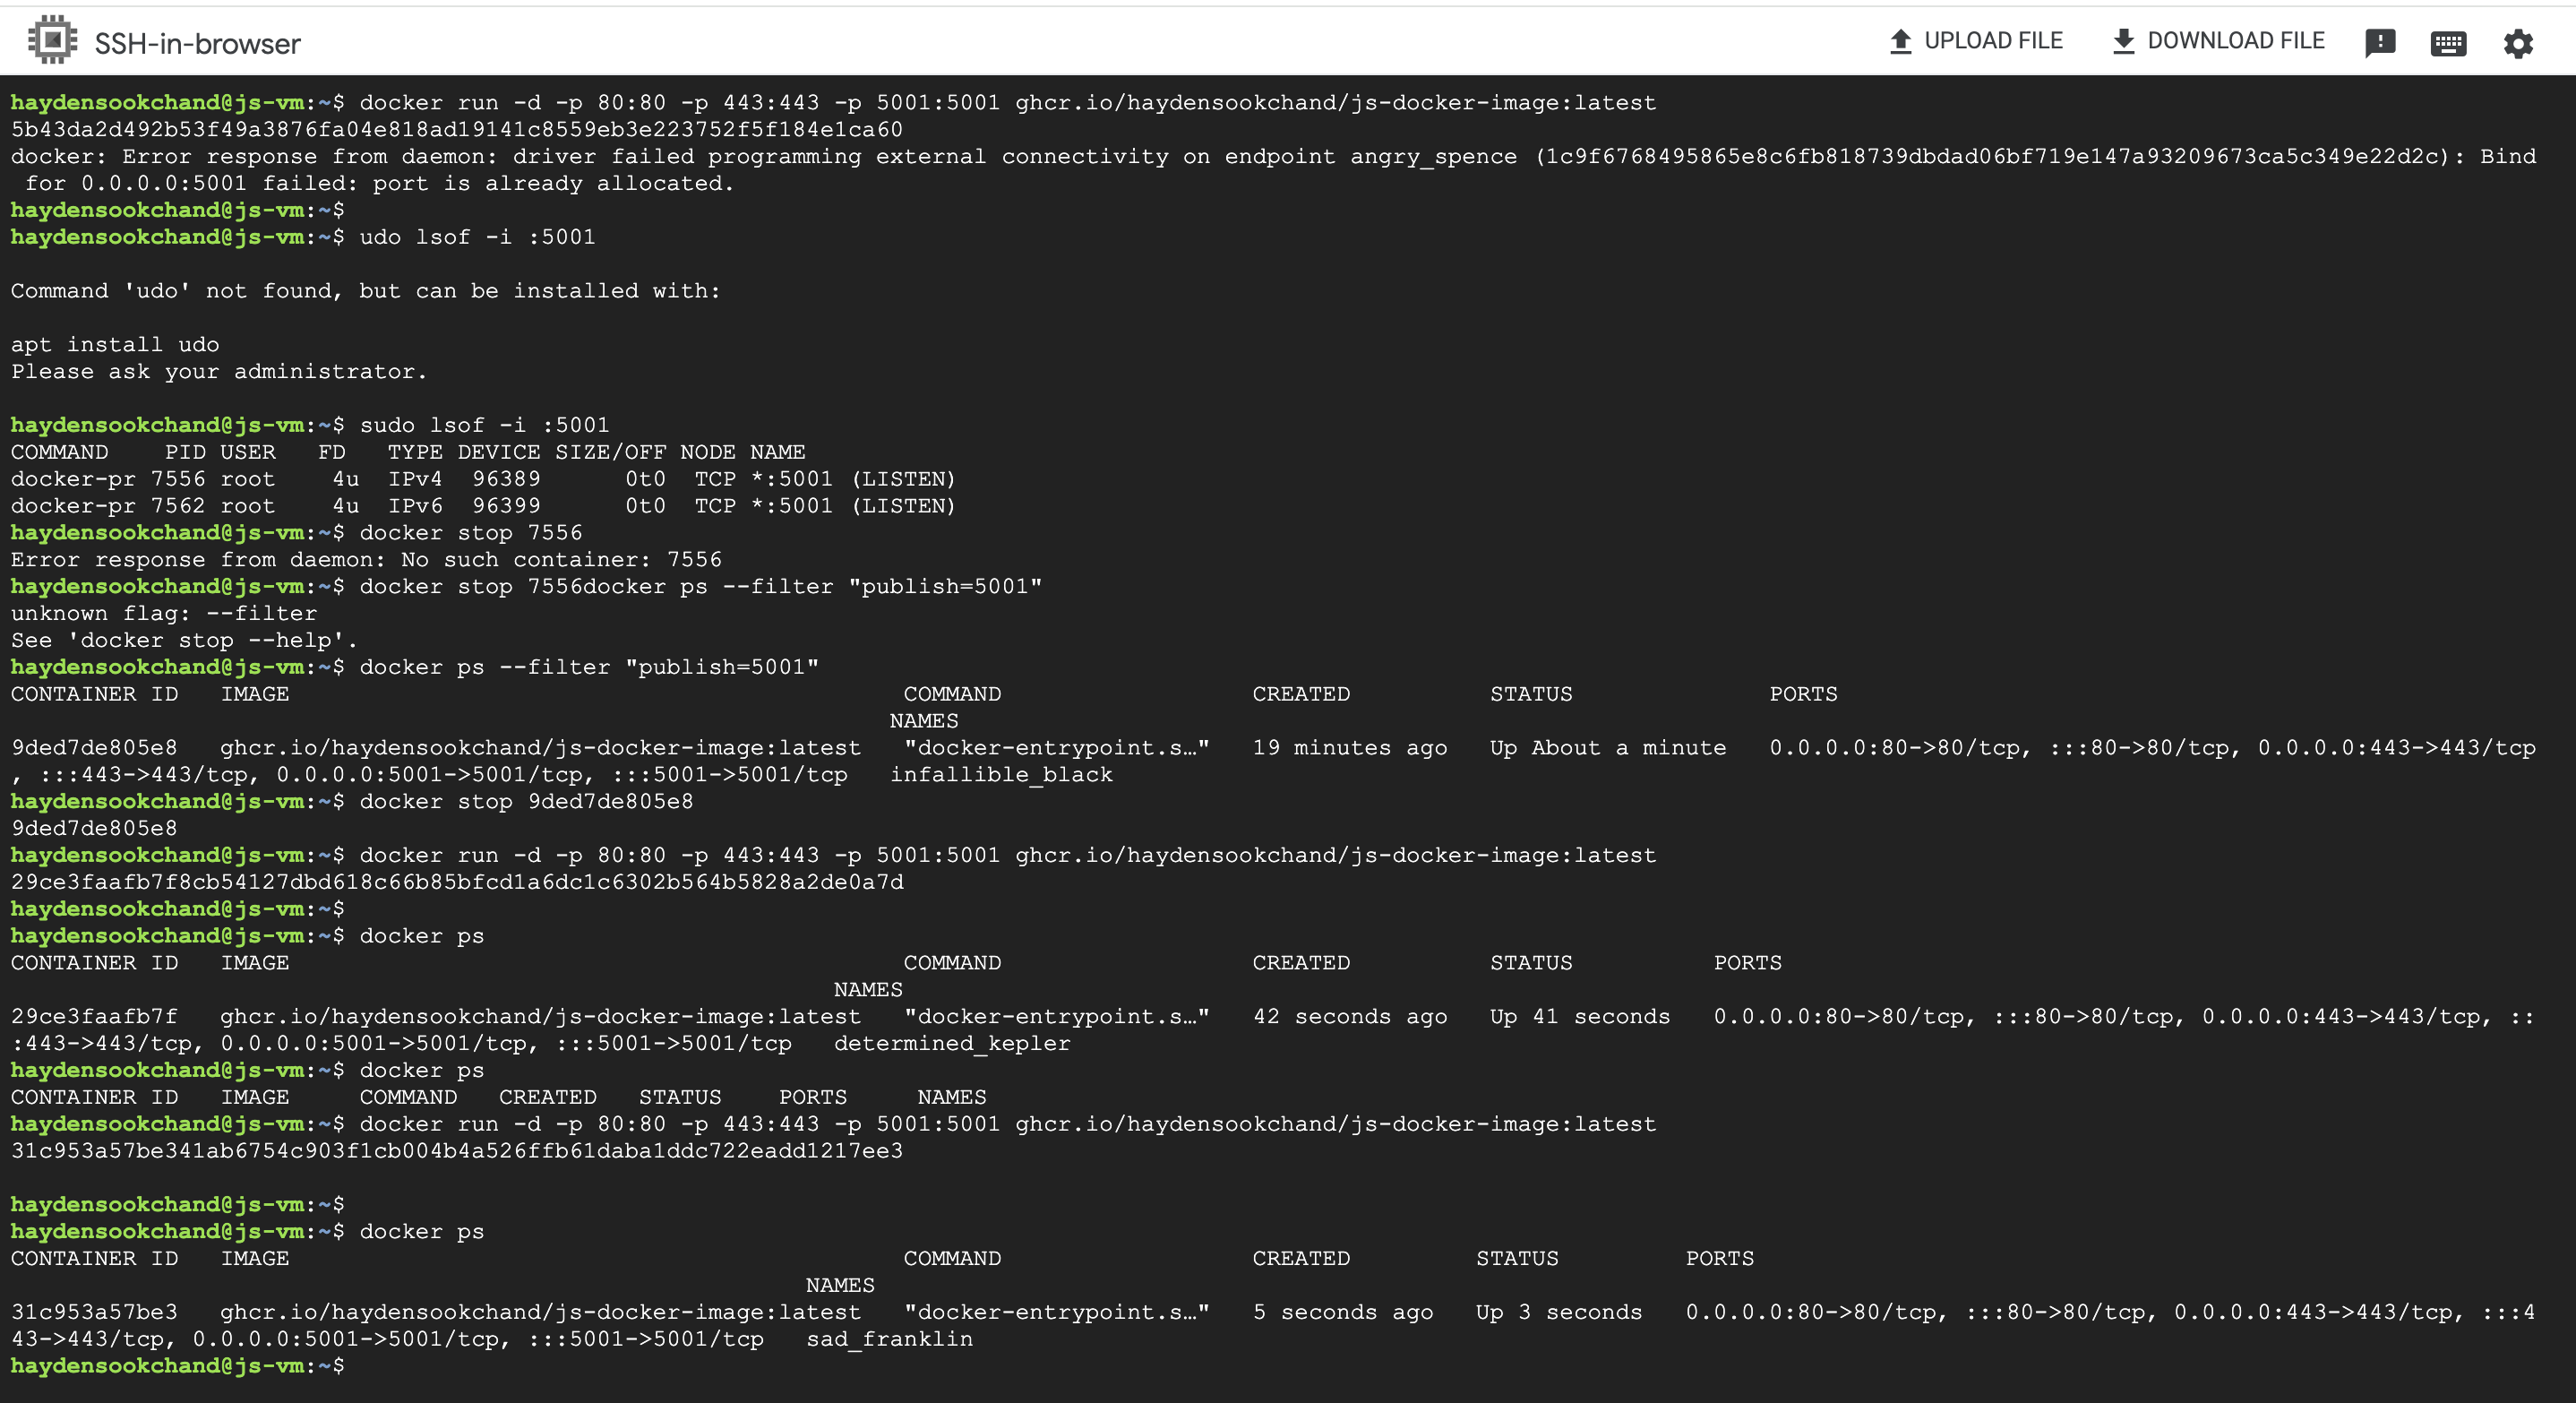 SSH-in-browser
UPLOAD FILE
DOWNLOAD FILE
haydensookchand@js-vm:~$ docker run -d -p 80:80 -p 443:443 -p 5001:5001 ghcr.io/haydensookchand/js-docker-image:latest
5b43da2d492b53f49a3876fa04e818ad19141c8559eb3e223752f5f184e1ca60
docker: Error response from daemon: driver failed programming external connectivity on endpoint angry_spence (1c9f6768495865e8c6fb818739dbdad06bf719e147a93209673ca5c349e22d2c): Bind
for 0.0.0.0:5001 failed: port is already allocated.
haydensookchand@js-vm:~$
haydensookchand@js-vm:~$ udo lsof -i :5001
Command 'udo' not found, but can be installed with:
apt install udo
Please ask your administrator.
haydensookchand@js-vm:~$ sudo lsof -i :5001
COMMAND    PID USER   FD   TYPE DEVICE SIZE/OFF NODE NAME
docker-pr 7556 root    4u  IPv4  96389      0t0  TCP *:5001 (LISTEN)
docker-pr 7562 root    4u  IPv6  96399      0t0  TCP *:5001 (LISTEN)
haydensookchand@js-vm:~$ docker stop 7556
Error response from daemon: No such container: 7556
haydensookchand@js-vm:~$ docker stop 7556docker ps --filter "publish=5001"
unknown flag: --filter
See 'docker stop --help'.
haydensookchand@js-vm:~$ docker ps --filter "publish=5001"
CONTAINER ID   IMAGE   COMMAND   CREATED   STATUS   PORTS
NAMES
9ded7de805e8   ghcr.io/haydensookchand/js-docker-image:latest   "docker-entrypoint.s…"   19 minutes ago   Up About a minute   0.0.0.0:80->80/tcp, :::80->80/tcp, 0.0.0.0:443->443/tcp
, :::443->443/tcp, 0.0.0.0:5001->5001/tcp, :::5001->5001/tcp   infallible_black
haydensookchand@js-vm:~$ docker stop 9ded7de805e8
9ded7de805e8
haydensookchand@js-vm:~$ docker run -d -p 80:80 -p 443:443 -p 5001:5001 ghcr.io/haydensookchand/js-docker-image:latest
29ce3faafb7f8cb54127dbd618c66b85bfcd1a6dc1c6302b564b5828a2de0a7d
haydensookchand@js-vm:~$
haydensookchand@js-vm:~$ docker ps
CONTAINER ID   IMAGE   COMMAND   CREATED   STATUS   PORTS
NAMES
29ce3faafb7f   ghcr.io/haydensookchand/js-docker-image:latest   "docker-entrypoint.s…"   42 seconds ago   Up 41 seconds   0.0.0.0:80->80/tcp, :::80->80/tcp, 0.0.0.0:443->443/tcp, ::
:443->443/tcp, 0.0.0.0:5001->5001/tcp, :::5001->5001/tcp   determined_kepler
haydensookchand@js-vm:~$ docker ps
CONTAINER ID   IMAGE     COMMAND   CREATED   STATUS    PORTS     NAMES
haydensookchand@js-vm:~$ docker run -d -p 80:80 -p 443:443 -p 5001:5001 ghcr.io/haydensookchand/js-docker-image:latest
31c953a57be341ab6754c903f1cb004b4a526ffb61daba1ddc722eadd1217ee3
haydensookchand@js-vm:~$
haydensookchand@js-vm:~$ docker ps
CONTAINER ID   IMAGE   COMMAND   CREATED   STATUS   PORTS
NAMES
31c953a57be3   ghcr.io/haydensookchand/js-docker-image:latest   "docker-entrypoint.s…"   5 seconds ago   Up 3 seconds   0.0.0.0:80->80/tcp, :::80->80/tcp, 0.0.0.0:443->443/tcp, :::4
43->443/tcp, 0.0.0.0:5001->5001/tcp, :::5001->5001/tcp   sad_franklin
haydensookchand@js-vm:~$